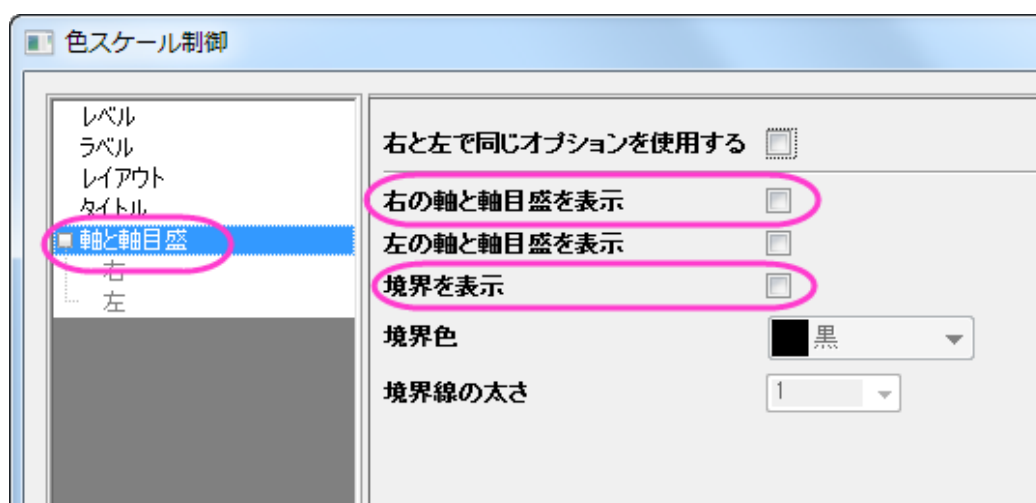 色スケール制御
レベル
ラベル
レイアウト
タイトル
軸と軸目盛
右
左
右と左で同じオプションを使用する
右の軸と軸目盛を表示
左の軸と軸目盛を表示
境界を表示
境界色
黒
境界線の太さ
1